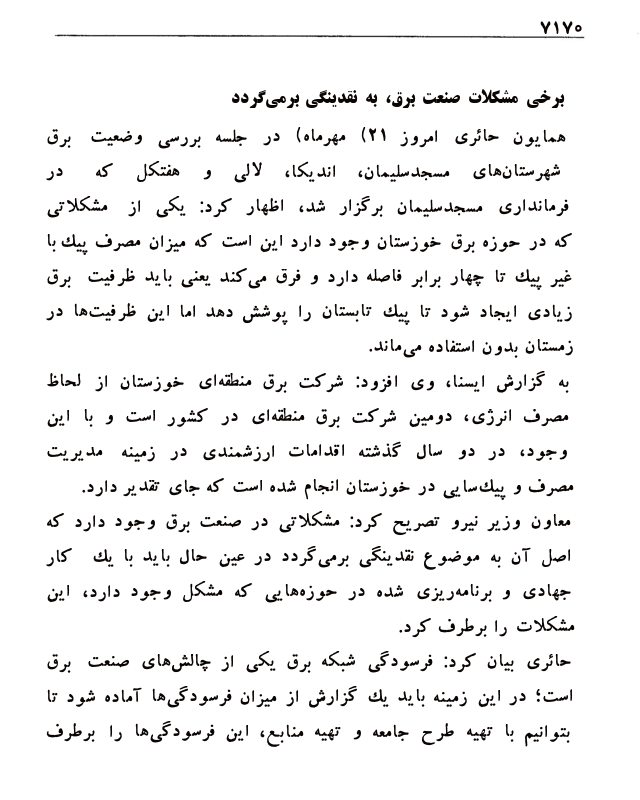 ۷۱۷۰
برخی مشکلات صنعت برق، به نقدینگی برمی‌گردد
همایون حائری امروز ۲۱) مهرماه) در جلسه بررسی وضعیت برق
شهرستان‌های مسجدسلیمان، اندیکا، لالی و هفتکل که در
فرمانداری مسجدسلیمان برگزار شد، اظهار کرد: یکی از مشکلاتی
که در حوزه برق خوزستان وجود دارد این است که میزان مصرف پیك با
غیر پیك تا چهار برابر فاصله دارد و فرق می‌کند یعنی باید ظرفیت برق
زیادی ایجاد شود تا پیك تابستان را پوشش دهد اما این ظرفیت‌ها در
زمستان بدون استفاده می‌ماند.
به گزارش ایسنا، وی افزود: شرکت برق منطقه‌ای خوزستان از لحاظ
مصرف انرژی، دومین شرکت برق منطقه‌ای در کشور است و با این
وجود، در دو سال گذشته اقدامات ارزشمندی در زمینه مدیریت
مصرف و پیك‌سایی در خوزستان انجام شده است که جای تقدیر دارد.
معاون وزیر نیرو تصریح کرد: مشکلاتی در صنعت برق وجود دارد که
اصل آن به موضوع نقدینگی برمی‌گردد در عین حال باید با یك کار
جهادی و برنامه‌ریزی شده در حوزه‌هایی که مشکل وجود دارد، این
مشکلات را برطرف کرد.
حائری بیان کرد: فرسودگی شبکه برق یکی از چالش‌های صنعت برق
است؛ در این زمینه باید یك گزارش از میزان فرسودگی‌ها آماده شود تا
بتوانیم با تهیه طرح جامعه و تهیه منابع، این فرسودگی‌ها را برطرف